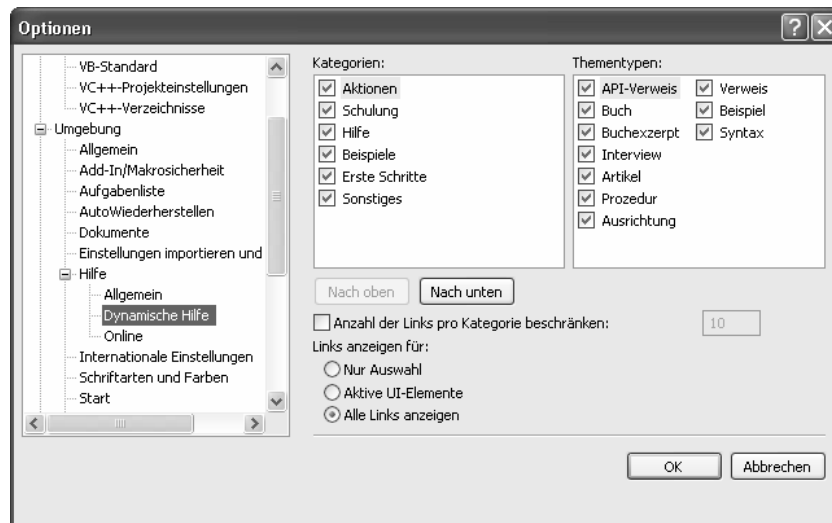 Optionen
VB-Standard
VC++-Projekteinstellungen
VC++-Verzeichnisse
Umgebung
Allgemein
Add-In/Makrosicherheit
Aufgabenliste
AutoWiederherstellen
Dokumente
Einstellungen importieren und
Hilfe
Allgemein
Dynamische Hilfe
Online
Internationale Einstellungen
Schriftarten und Farben
Start
Kategorien:
Aktionen
Schulung
Hilfe
Beispiele
Erste Schritte
Sonstiges
Thementypen:
API-Verweis
Buch
Buchexzerpt
Interview
Artikel
Prozedur
Ausrichtung
Verweis
Beispiel
Syntax
Nach oben Nach unten
Anzahl der Links pro Kategorie beschränken: 10
Links anzeigen für:
Nur Auswahl
Aktive UI-Elemente
Alle Links anzeigen
OK Abbrechen